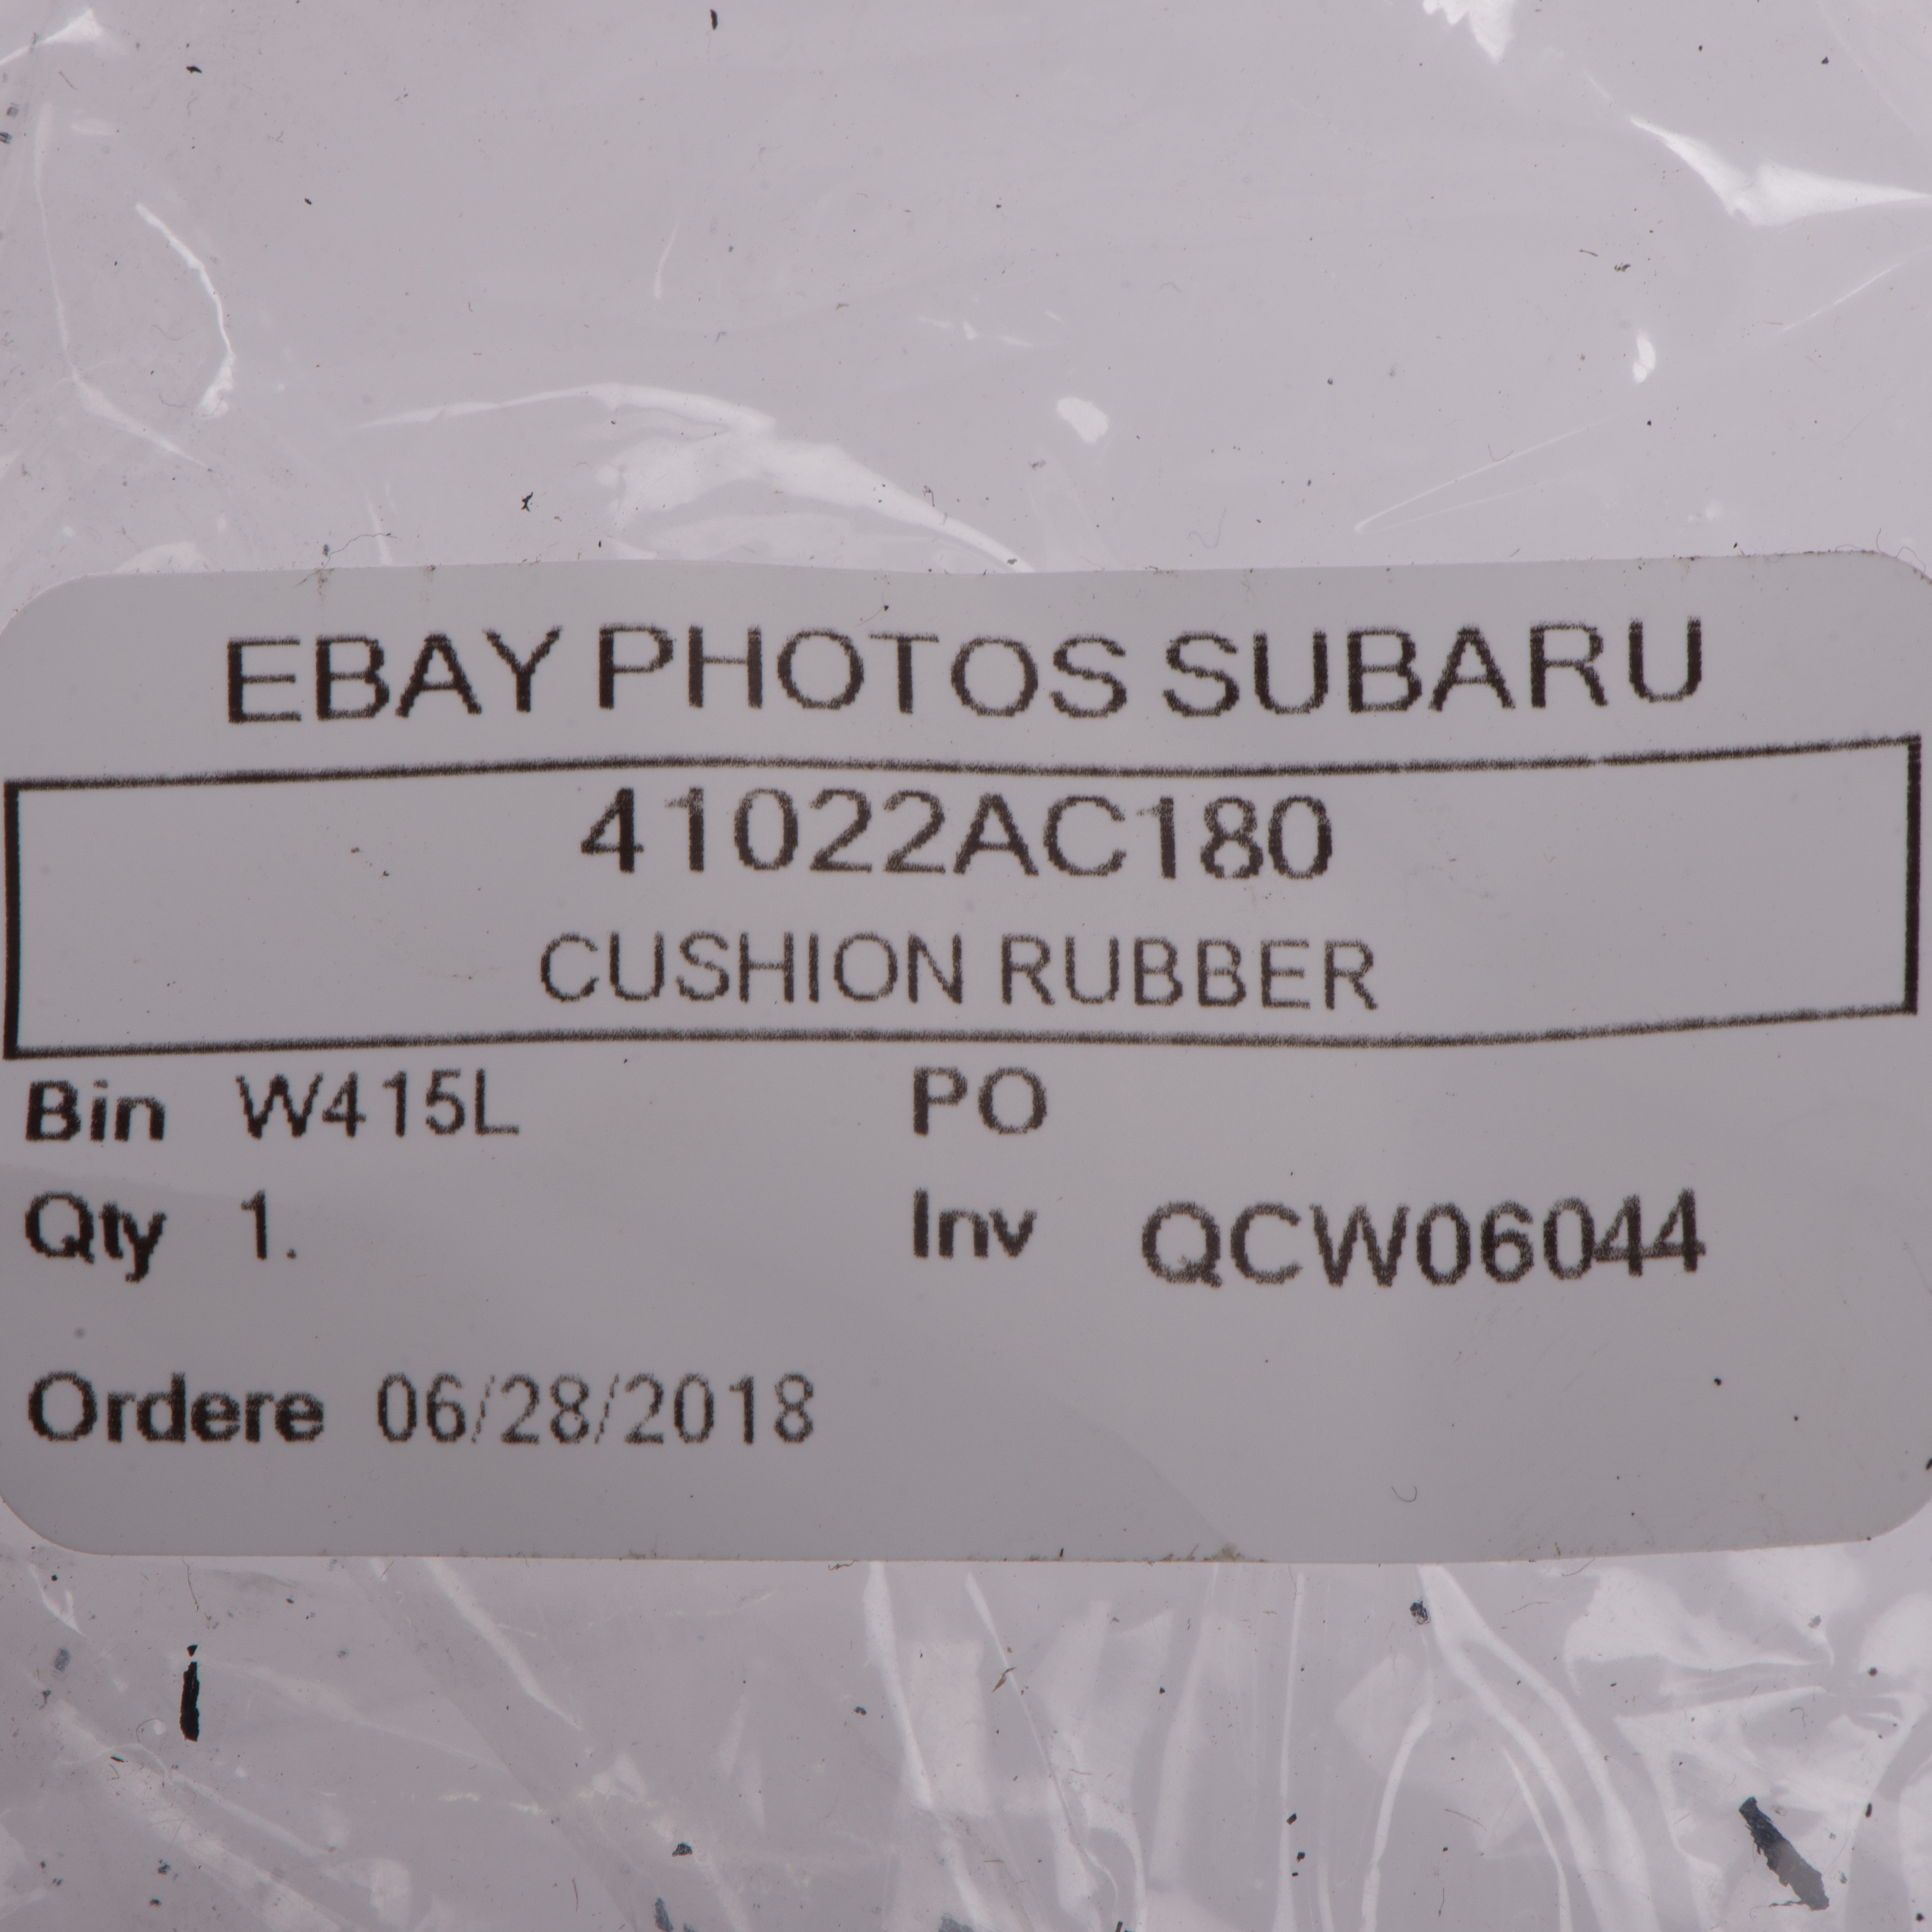 EBAY PHOTOS SUBARU
41022AC180
CUSHION RUBBER
Bin W415L PO
Qty 1. Inv QCW06044
Ordere 06/28/2018